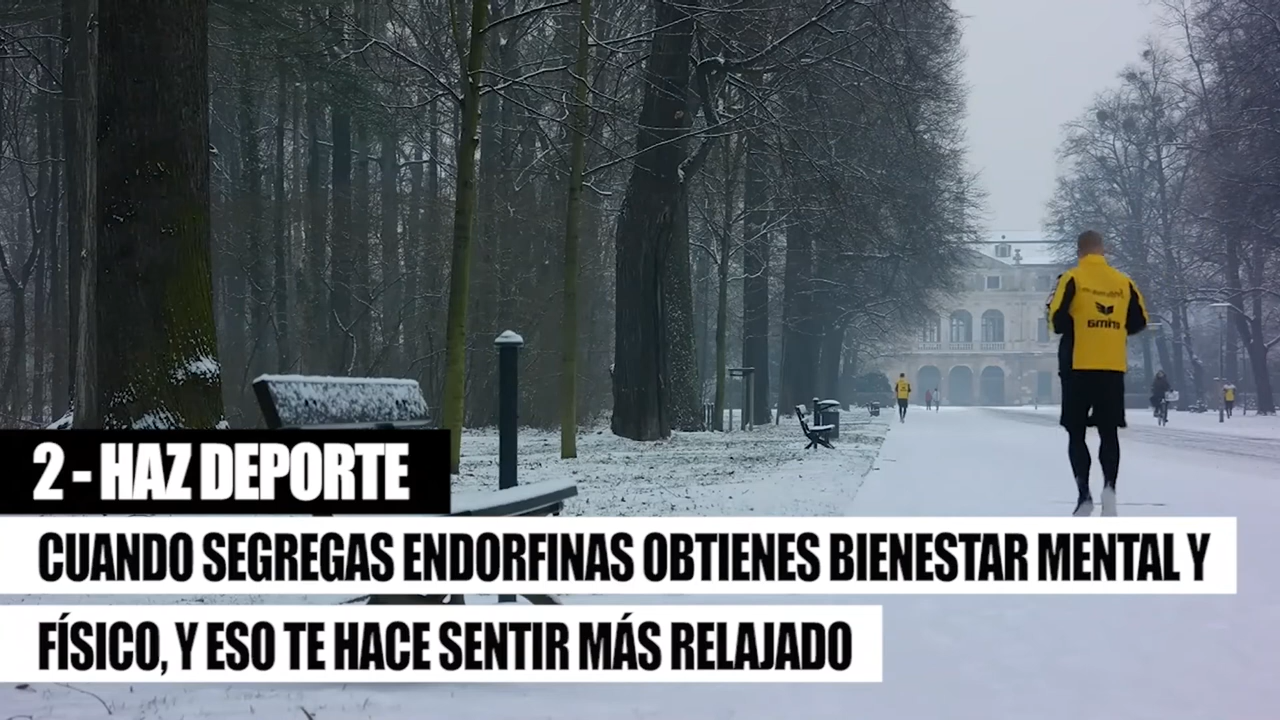 2 - HAZ DEPORTE
CUANDO SEGREGAS ENDORFINAS OBTIENES BIENESTAR MENTAL Y
FÍSICO, Y ESO TE HACE SENTIR MÁS RELAJADO